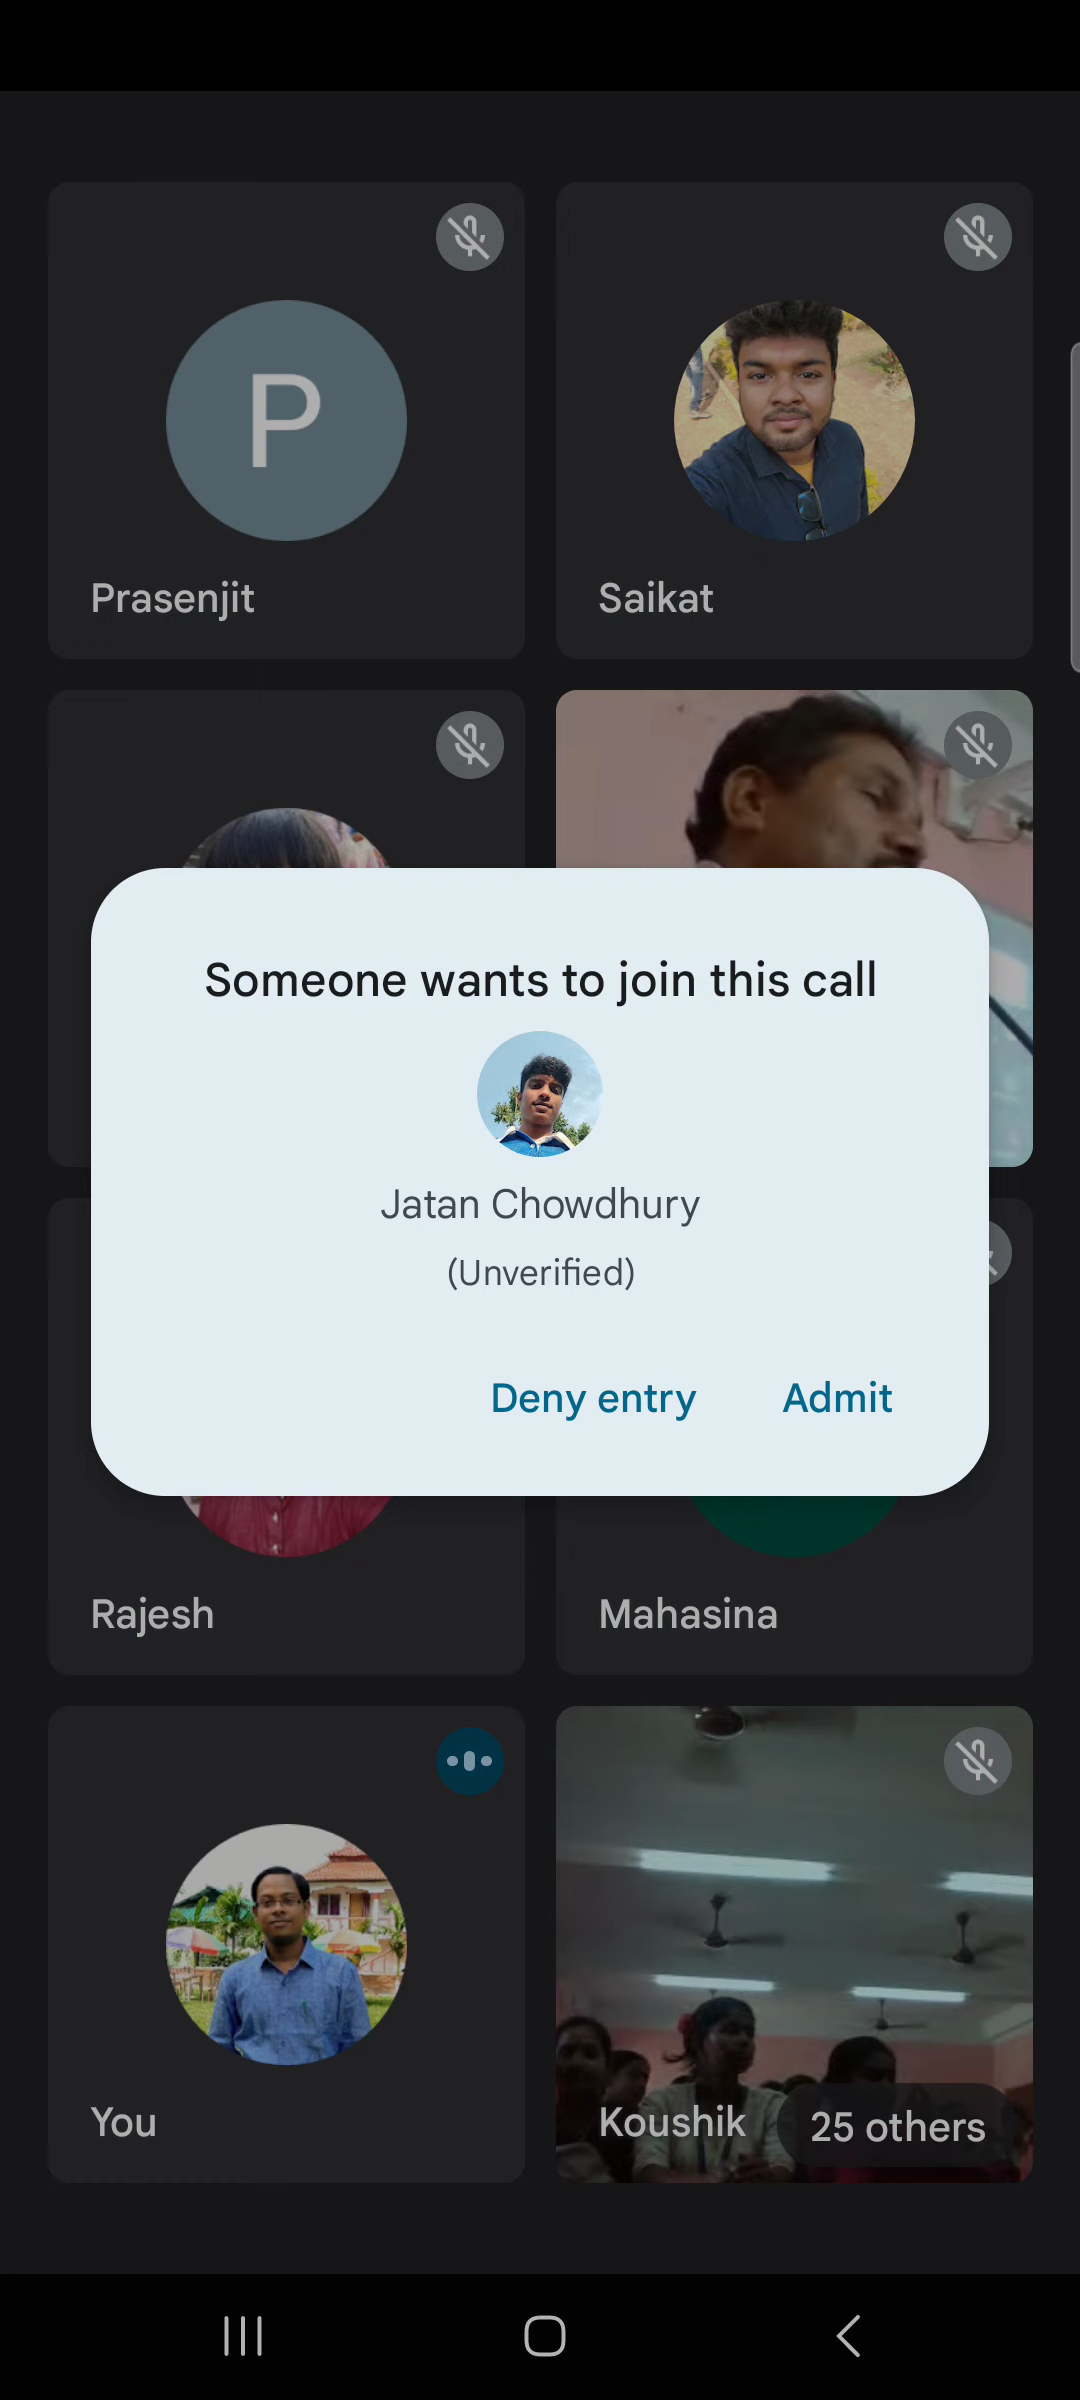 P
Prasenjit
Saikat
Someone wants to join this call
Jatan Chowdhury
(Unverified)
Deny entry
Admit
Rajesh
Mahasina
You
Koushik
25 others